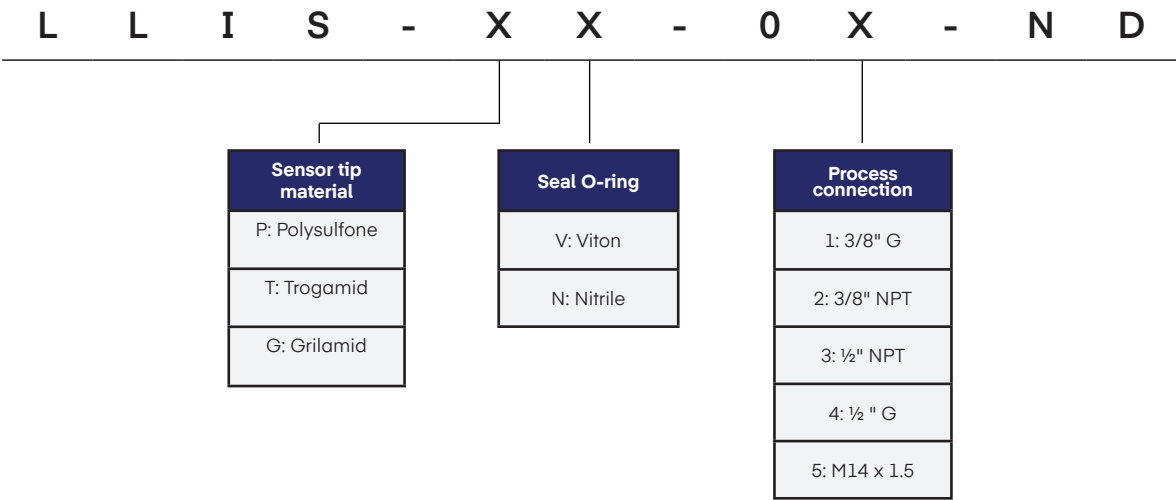 L L I S - X X - 0 X - N D
Sensor tip
material
P: Polysulfone
T: Trogamid
G: Grilamid
Seal O-ring
V: Viton
N: Nitrile
Process
connection
1: 3/8" G
2: 3/8" NPT
3: ½" NPT
4: ½ " G
5: M14 x 1.5